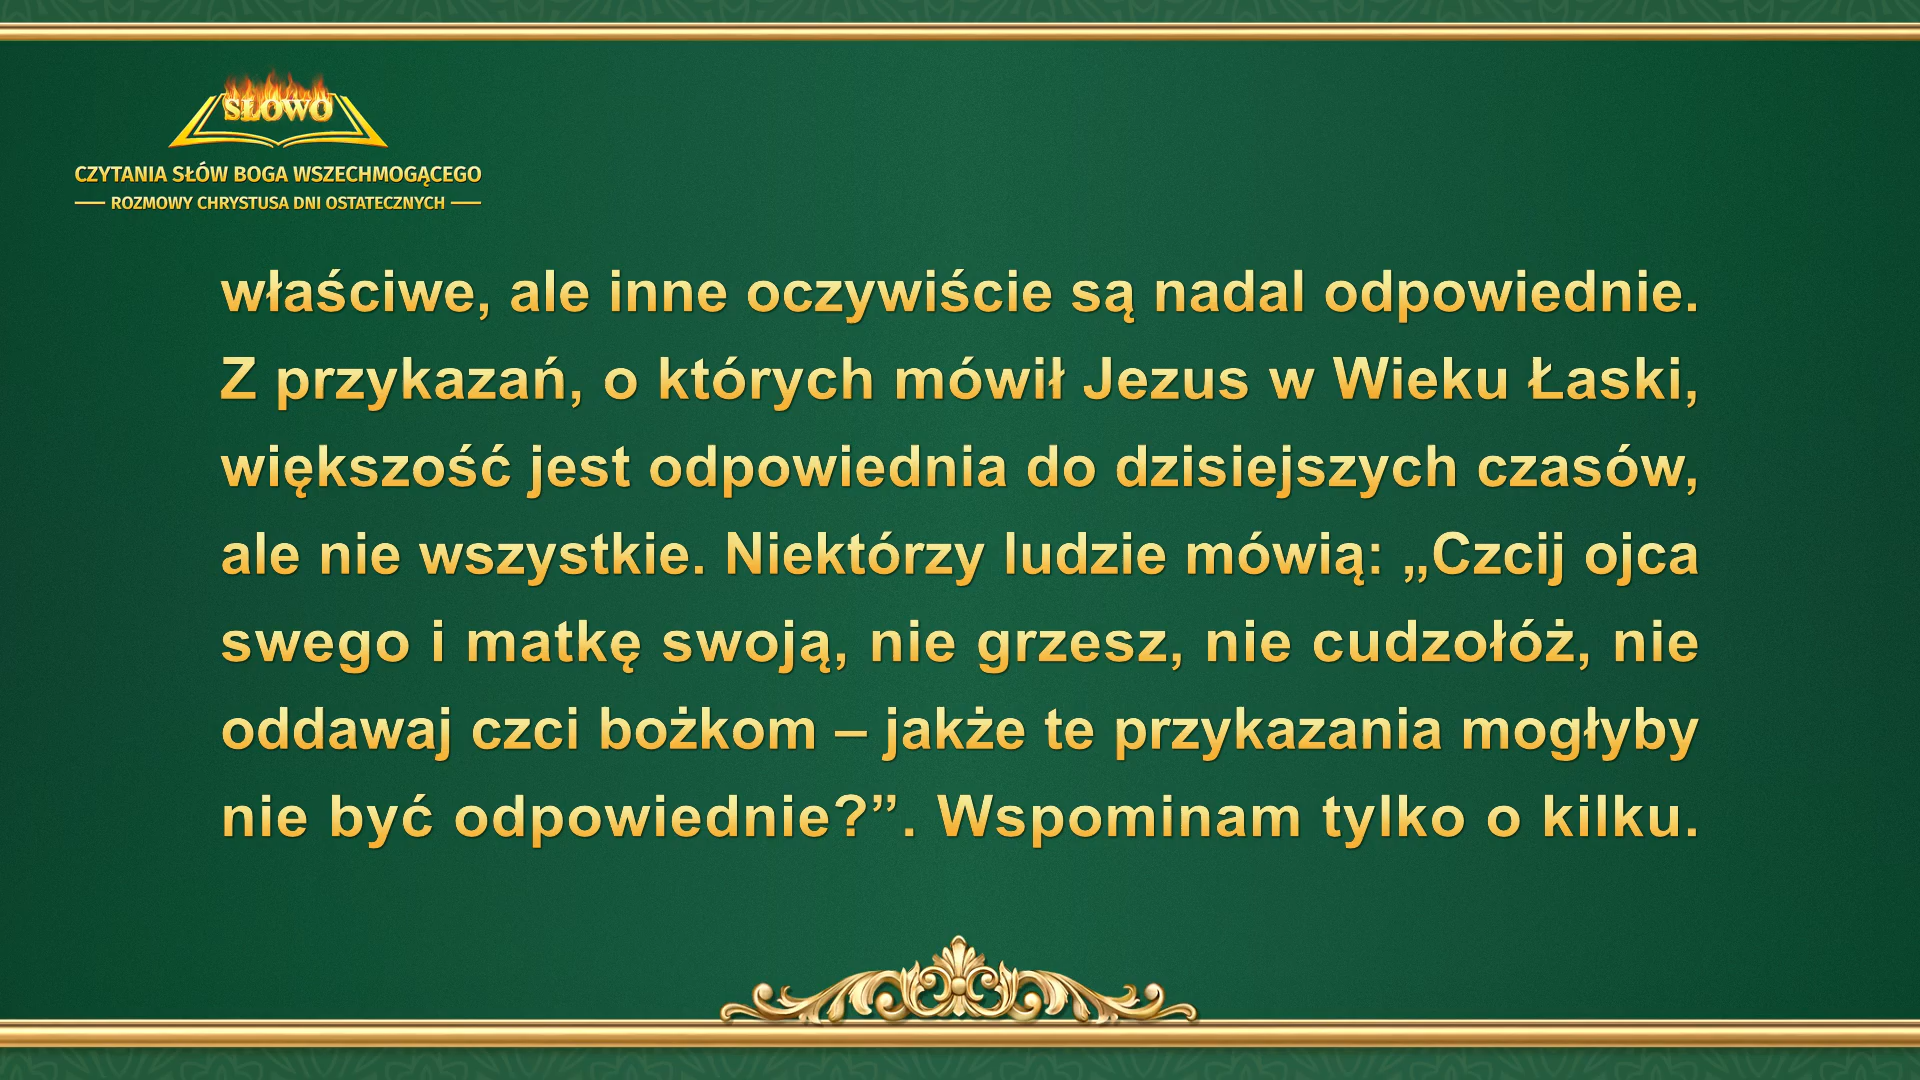 SŁOWO
CZYTANIA SŁÓW BOGA WSZECHMOGĄCEGO
ROZMOWY CHRYSTUSA DNI OSTATECZNYCH
właściwe, ale inne oczywiście są nadal odpowiednie.
Z przykazań, o których mówił Jezus w Wieku Łaski,
większość jest odpowiednia do dzisiejszych czasów,
ale nie wszystkie. Niektórzy ludzie mówią: „Czcij ojca
swego i matkę swoją, nie grzesz, nie cudzołóż, nie
oddawaj czci bożkom – jakże te przykazania mogłyby
nie być odpowiednie?”. Wspominam tylko o kilku.